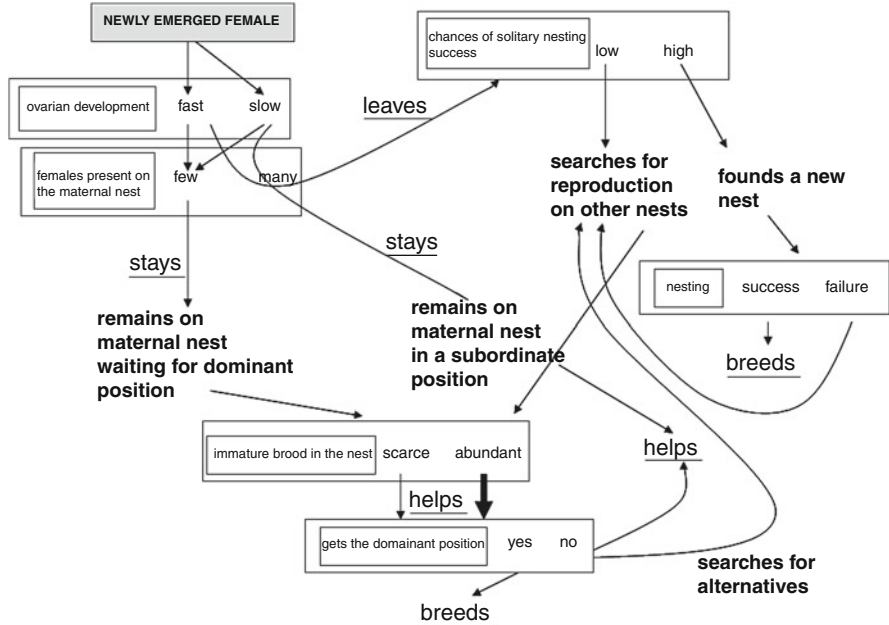 NEWLY EMERGED FEMALE
chances of solitary nesting
success
low high
ovarian development fast slow
leaves
females present on
the maternal nest
few many
searches for
reproduction
on other nests
founds a new
nest
stays
stays
nesting success failure
remains on
maternal nest
waiting for dominant
position
remains on
maternal nest
in a subordinate
position
breeds
immature brood in the nest scarce abundant
helps
helps
gets the domainant position yes no
searches for
alternatives
breeds